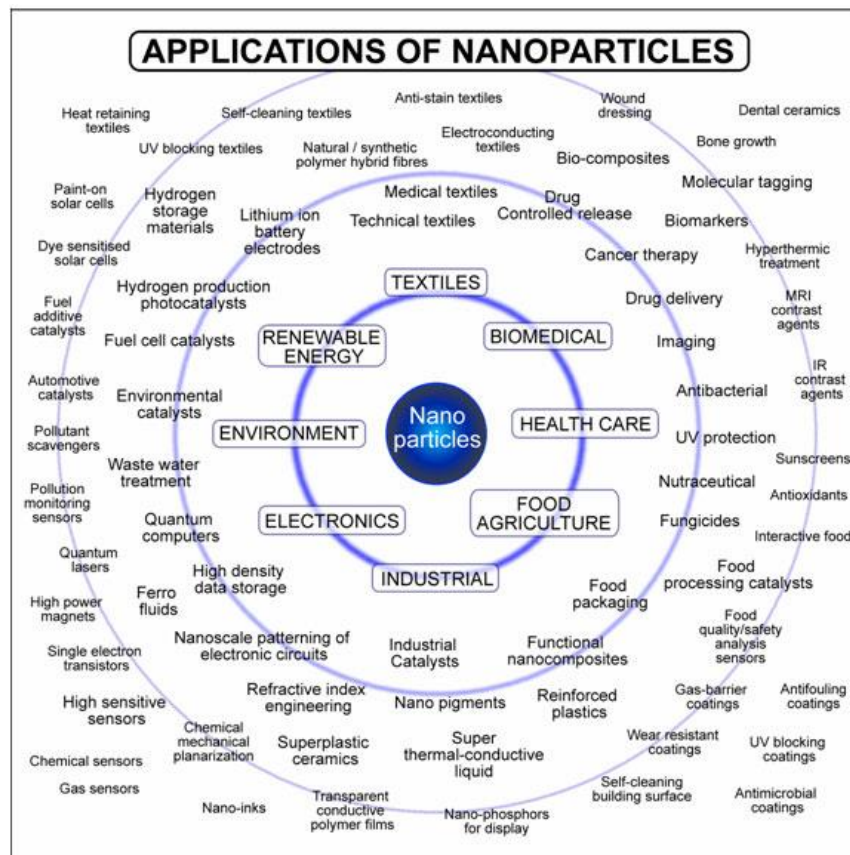 APPLICATIONS OF NANOPARTICLES
Anti-stain textiles
Wound
dressing
Dental ceramics
Heat retaining
textiles
Self-cleaning textiles
Electroconducting
textiles
Bone growth
UV blocking textiles
Natural / synthetic
polymer hybrid fibres
Bio-composites
Molecular tagging
Paint-on
solar cells
Hydrogen
storage
materials
Lithium ion
battery
electrodes
Medical textiles
Technical textiles
Drug
Controlled release
Biomarkers
Dye sensitised
solar cells
Cancer therapy
Hyperthermic
treatment
TEXTILES
Hydrogen production
photocatalysts
Drug delivery
MRI
contrast
agents
Fuel
additive
catalysts
Fuel cell catalysts
RENEWABLE
ENERGY
BIOMEDICAL
Imaging
Automotive
catalysts
Environmental
catalysts
Antibacterial
IR
contrast
agents
Nano
particles
Pollutant
scavengers
ENVIRONMENT
HEALTH CARE
UV protection
Sunscreens
Waste water
treatment
Nutraceutical
Antioxidants
Pollution
monitoring
sensors
Quantum
computers
ELECTRONICS
FOOD
AGRICULTURE
Fungicides
Interactive food
Quantum
lasers
High density
data storage
INDUSTRIAL
Food
packaging
Food
processing catalysts
High power
magnets
Ferro
fluids
Single electron
transistors
Nanoscale patterning of
electronic circuits
Industrial
Catalysts
Functional
nanocomposites
Food
quality/safety
analysis
sensors
High sensitive
sensors
Refractive index
engineering
Nano pigments
Reinforced
plastics
Gas-barrier
coatings
Antifouling
coatings
Chemical sensors
Chemical
mechanical
planarization
Superplastic
ceramics
Super
thermal-conductive
liquid
Wear resistant
coatings
UV blocking
coatings
Gas sensors
Nano-inks
Transparent
conductive
polymer films
Nano-phosphors
for display
Self-cleaning
building surface
Antimicrobial
coatings